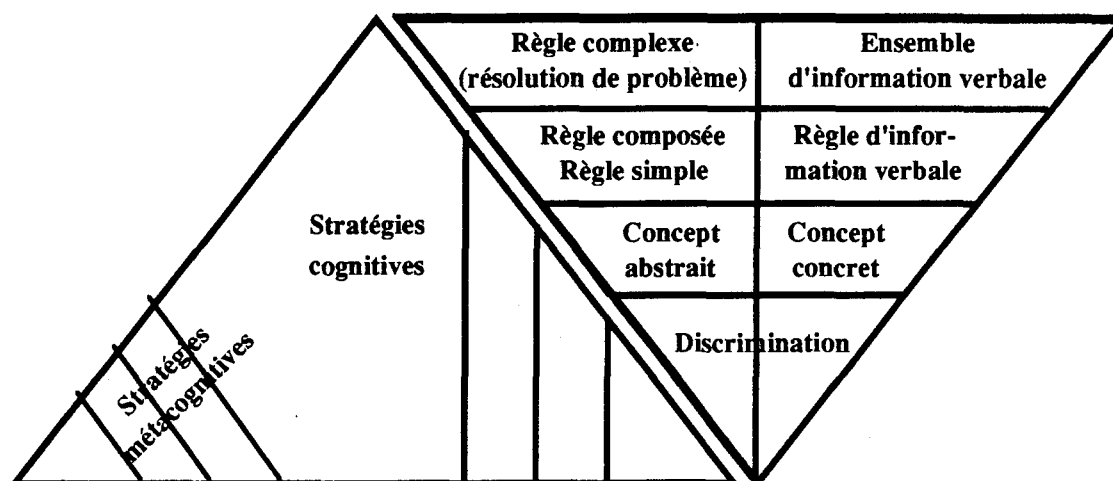 Règle complexe
(résolution de problème)
Ensemble
d'information verbale
Règle composée
Règle simple
Règle d'infor-
mation verbale
Concept
abstrait
Concept
concret
Discrimination
Stratégies
cognitives
Stratégies
métacognitives